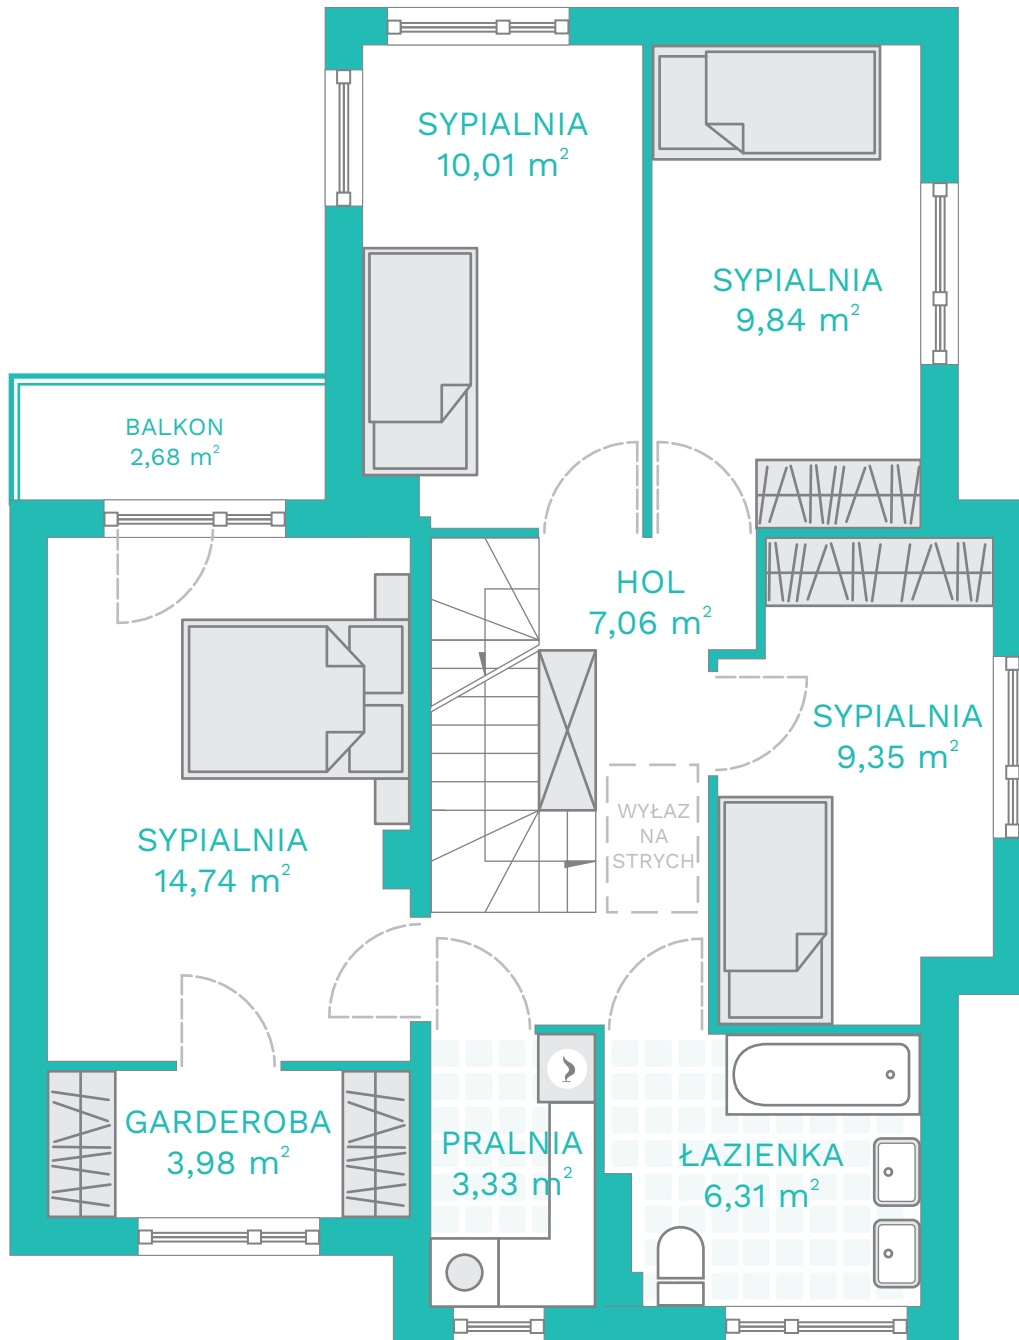 SYPIALNIA
10,01 m²
SYPIALNIA
9,84 m²
BALKON
2,68 m²
HOL
7,06 m²
SYPIALNIA
9,35 m²
WYŁAZ
NA
STRYCH
SYPIALNIA
14,74 m²
GARDEROBA
3,98 m²
PRALNIA
3,33 m²
ŁAZIENKA
6,31 m²